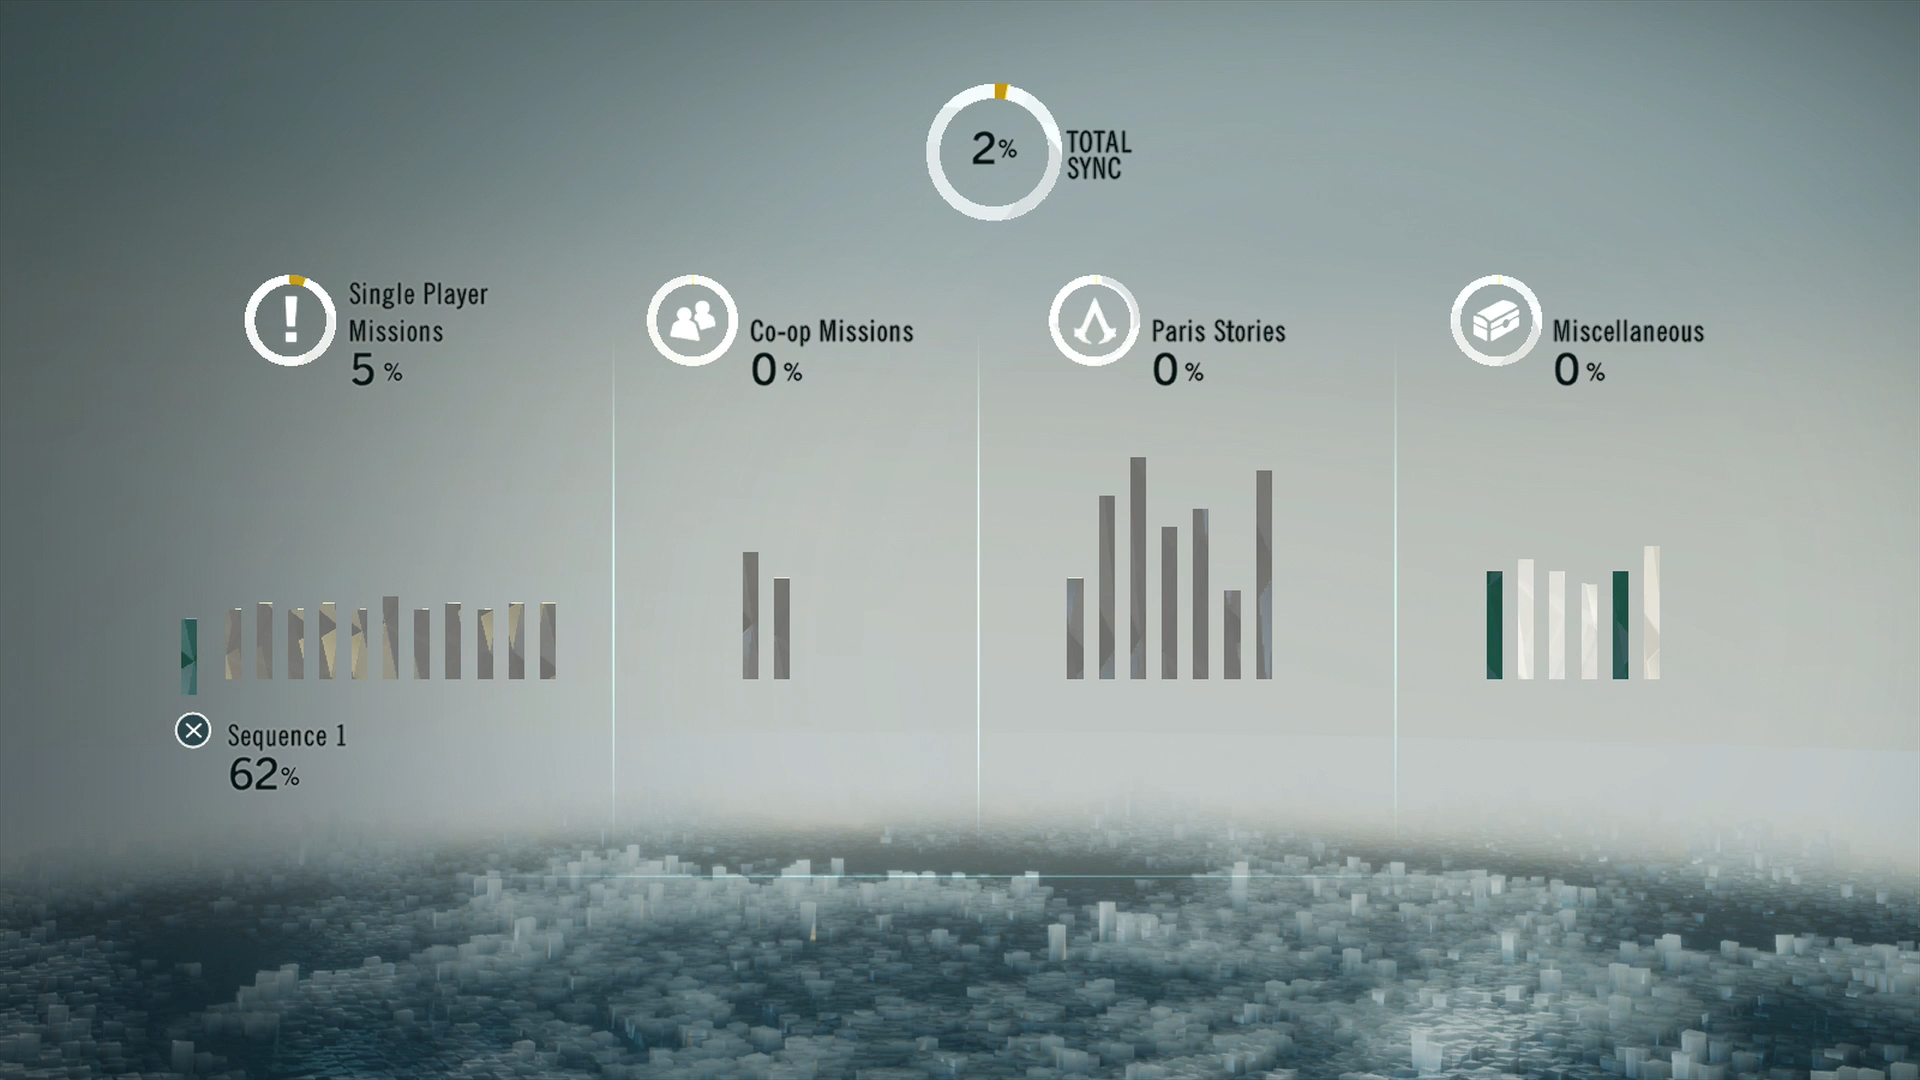 2%
TOTAL
SYNC
Single Player
Missions
5 %
Co-op Missions
0 %
Paris Stories
0 %
Miscellaneous
0 %
Sequence 1
62%